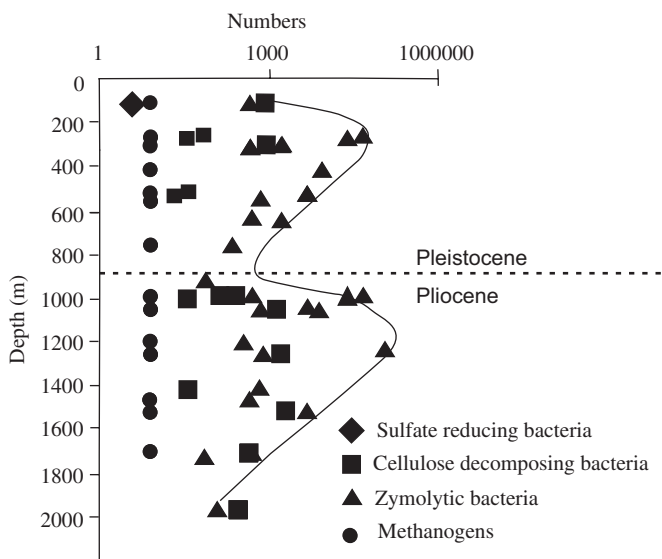 Numbers
1 1000 1000000
0
200
400
600
800
Pleistocene
1000
Pliocene
1200
1400
1600
1800
2000
Depth (m)
Sulfate reducing bacteria
Cellulose decomposing bacteria
Zymolytic bacteria
Methanogens